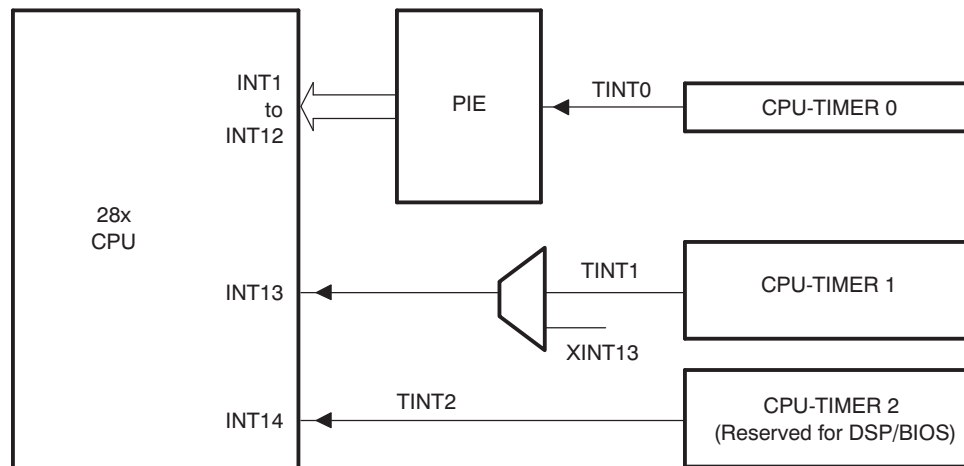 INT1
to
INT12
PIE
TINT0
CPU-TIMER 0
28x
CPU
INT13
TINT1
CPU-TIMER 1
XINT13
INT14
TINT2
CPU-TIMER 2
(Reserved for DSP/BIOS)